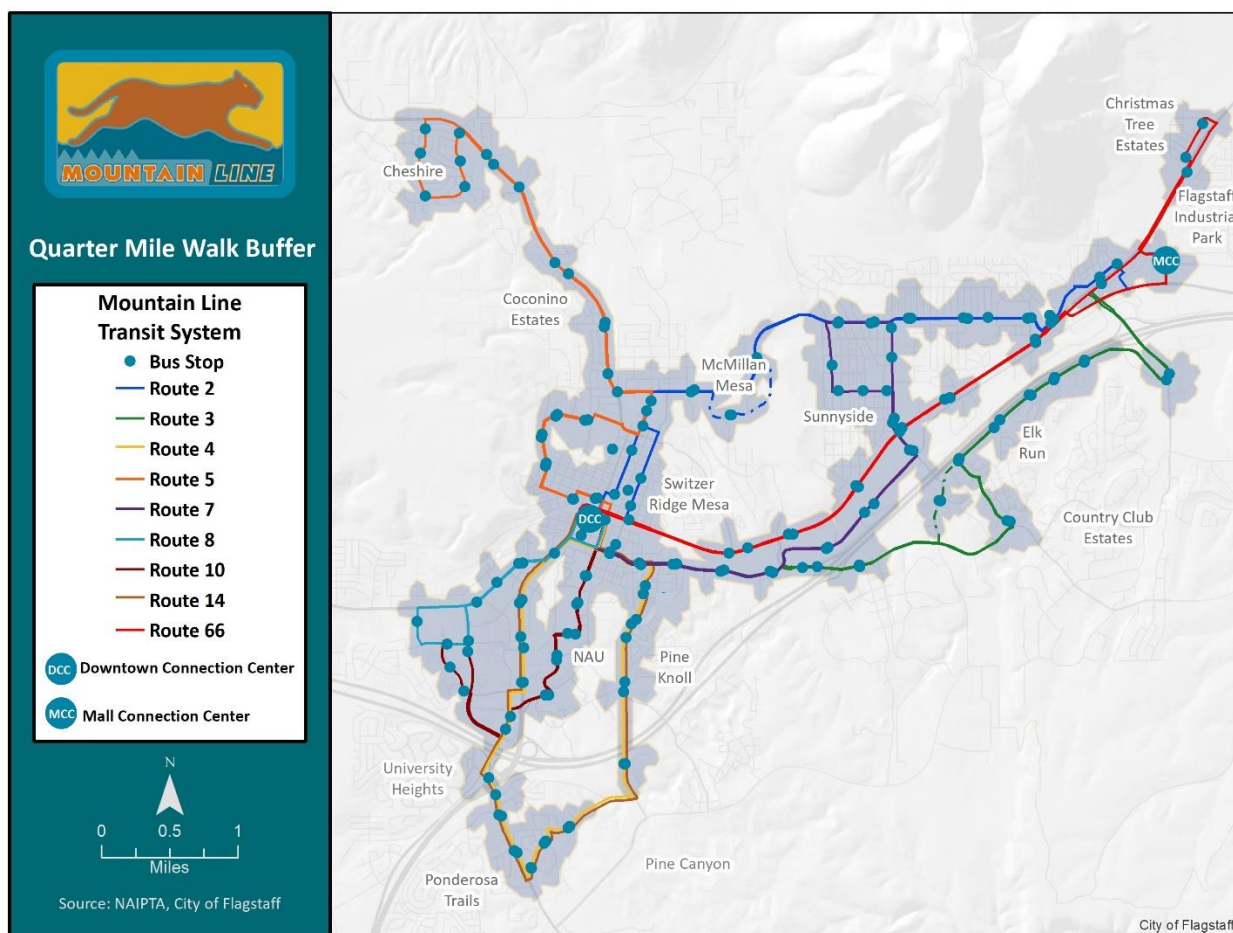 MOUNTAIN LINE
Quarter Mile Walk Buffer
Mountain Line
Transit System
Bus Stop
Route 2
Route 3
Route 4
Route 5
Route 7
Route 8
Route 10
Route 14
Route 66
DCC Downtown Connection Center
MCC Mall Connection Center
N
0 0.5 1
Miles
Source: NAIPTA, City of Flagstaff
Christmas
Tree
Estates
Cheshire
Flagstaff
Industrial
Park
MCC
Coconino
Estates
McMillan
Mesa
Sunnyside
Elk
Run
Switzer
Ridge Mesa
DCC
Country Club
Estates
NAU
Pine
Knoll
University
Heights
Pine Canyon
Ponderosa
Trails
City of Flagstaff